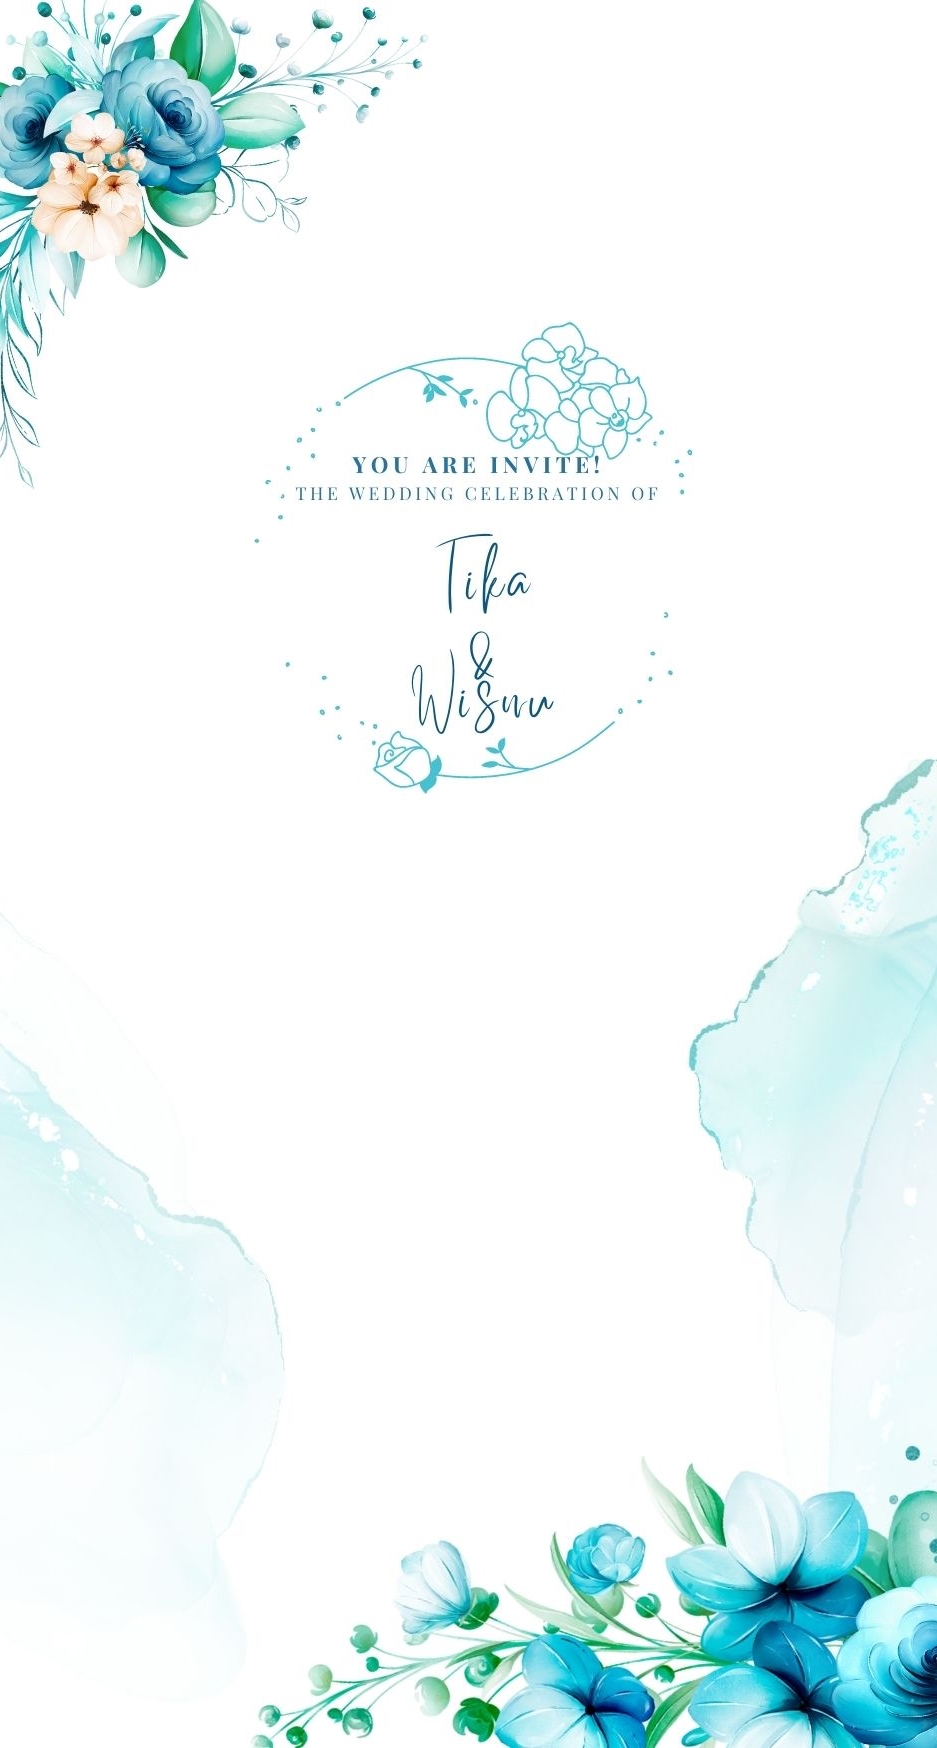 YOU ARE INVITE!
THE WEDDING CELEBRATION OF
Tika
&
Wisnu